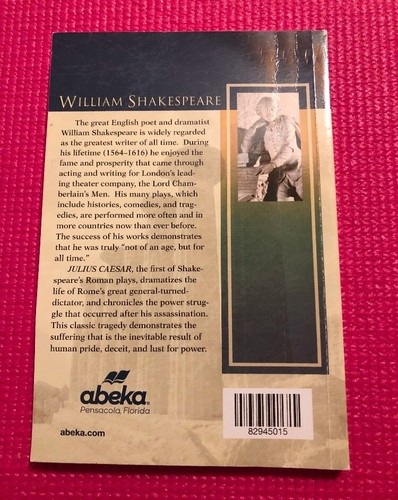 WILLIAM SHAKESPEARE
The great English poet and dramatist
William Shakespeare is widely regarded
as the greatest writer of all time. During
his lifetime (1564–1616) he enjoyed the
fame and prosperity that came through
acting and writing for London's lead-
ing theater company, the Lord Cham-
berlain's Men. His many plays, which
include histories, comedies, and trag-
edies, are performed more often and in
more countries now than ever before.
The success of his works demonstrates
that he was truly "not of an age, but for
all time."
JULIUS CAESAR, the first of Shake-
speare's Roman plays, dramatizes the
life of Rome's great general-turned-
dictator, and chronicles the power strug-
gle that occurred after his assassination.
This classic tragedy demonstrates the
suffering that is the inevitable result of
human pride, deceit, and lust for power.
abeka®
Pensacola, Florida
abeka.com
82945015